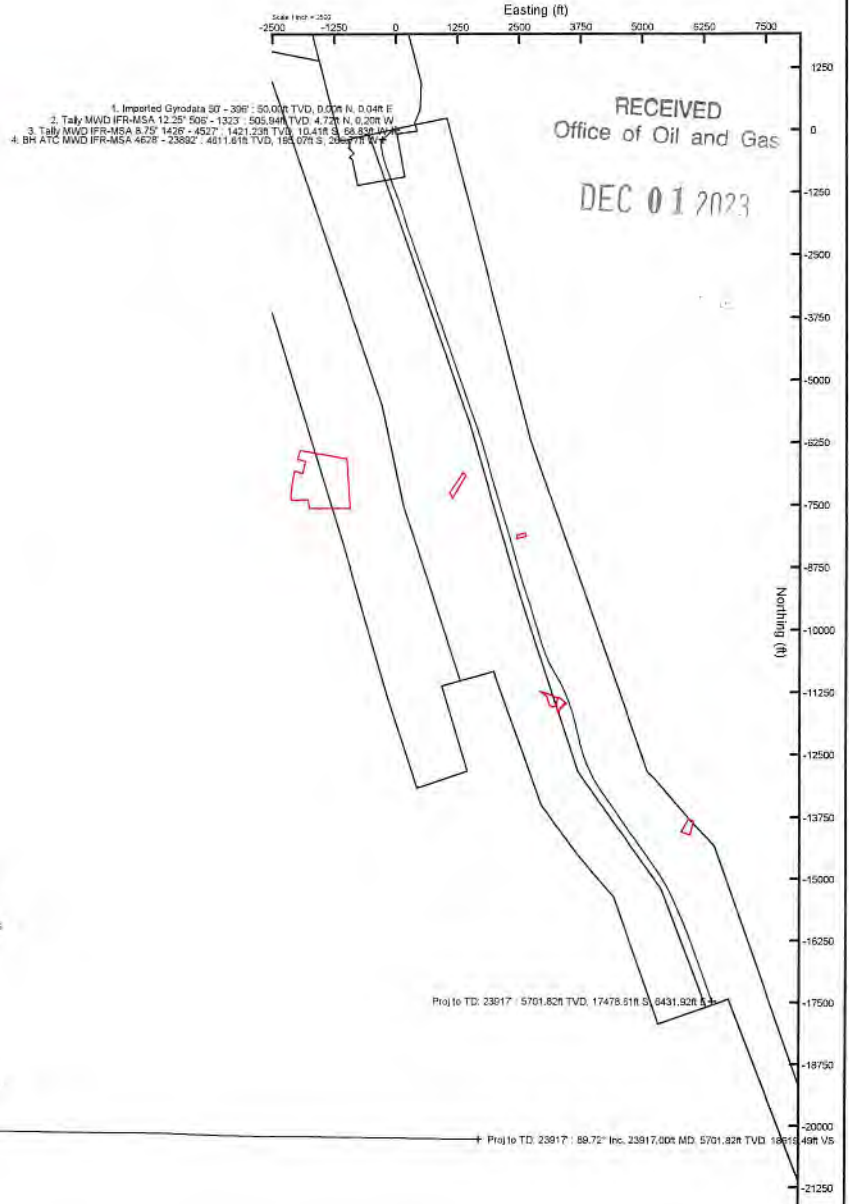 Easting (ft)
-2500 -1250 0 1250 2500 3750 5000 6250 7500
1. Imported Gyrodata 50' - 396' : 50.00ft TVD, 0.00ft N, 0.04ft E
2. Tally MWD IFR-MSA 12.25" 506' - 1323' : 505.94ft TVD, 4.72ft N, 0.20ft W
3. Tally MWD IFR-MSA 8.75" 1426' - 4527' : 1421.23ft TVD, 10.41ft S, 68.83ft W
4. BH ATC MWD IFR-MSA 4628' - 23892' : 4611.61ft TVD,
RECEIVED
Office of Oil and Gas
DEC 01 2023
1250
0
-1250
-2500
-3750
-5000
-6250
-7500
-8750
Northing (ft)
-10000
-11250
-12500
-13750
-15000
-16250
Proj to TD: 23917' : 5701.82ft TVD, 17478.51ft S, 6431.92ft E
-17500
-18750
-20000
Proj to TD: 23917' : 89.72° Inc, 23917.00ft MD, 5701.82ft TVD, VS
-21250